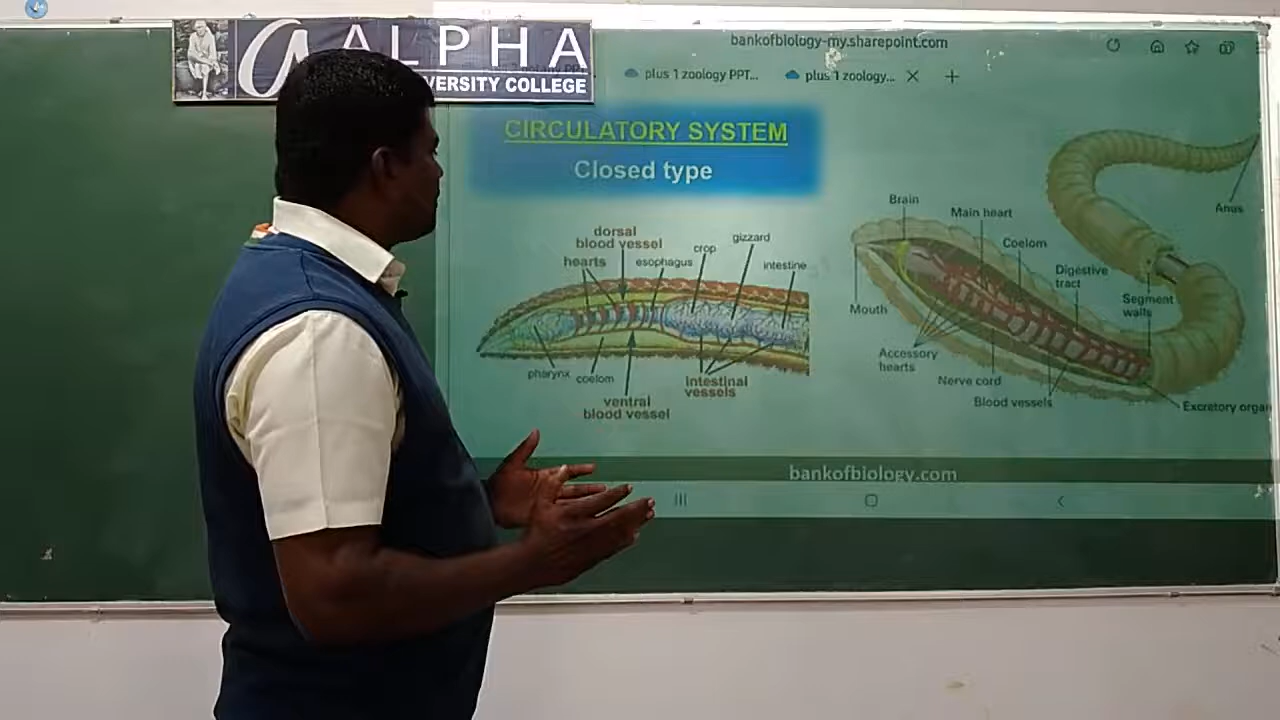 ALPHA
VERSITY COLLEGE
bankofbiology-my.sharepoint.com
plus 1 zoology PPT...
plus 1 zoology...
CIRCULATORY SYSTEM
Closed type
dorsal
blood vessel
hearts
esophagus
crop
gizzard
intestine
pharynx
coelom
ventral
blood vessel
intestinal
vessels
Brain
Main heart
Coelom
Digestive
tract
Segment
walls
Anus
Mouth
Accessory
hearts
Nerve cord
Blood vessels
Excretory organ
bankofbiology.com